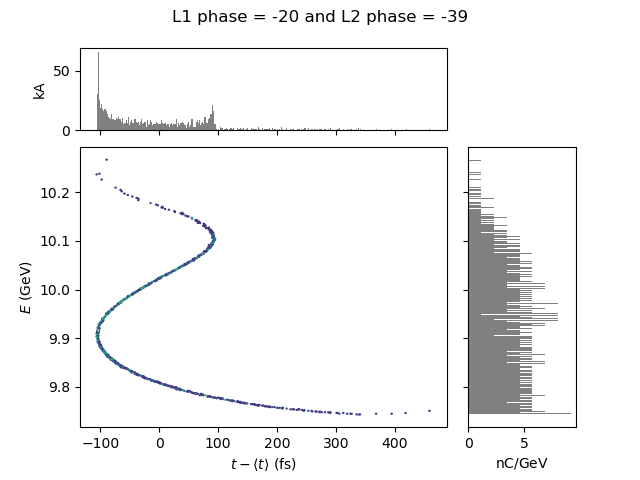 L1 phase = -20 and L2 phase = -39
50
0
kA
10.2
10.1
10.0
9.9
9.8
E (GeV)
−100 0 100 200 300 400
t − ⟨t⟩ (fs)
0 5
nC/GeV